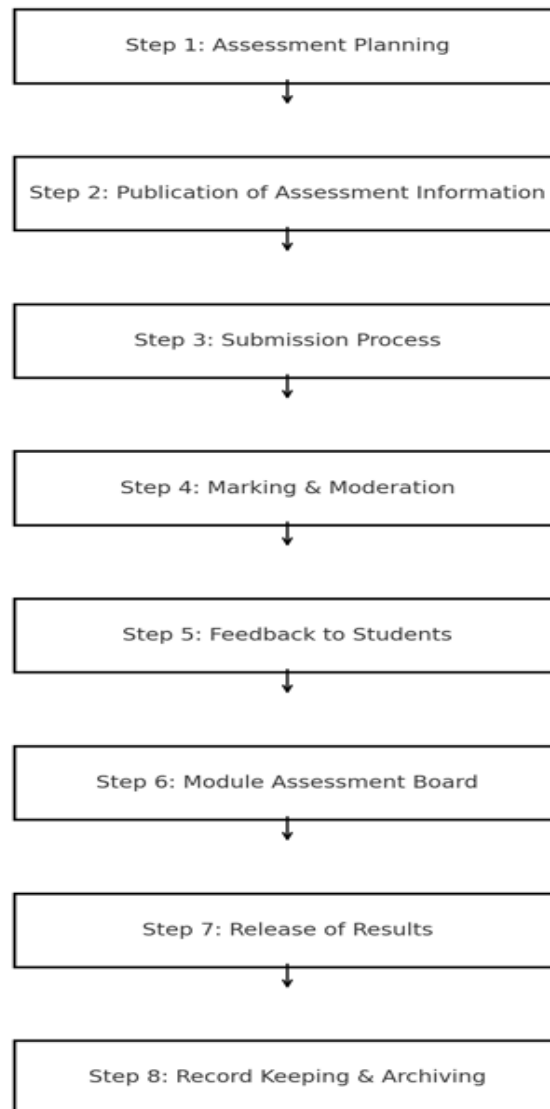 Step 1: Assessment Planning
Step 2: Publication of Assessment Information
Step 3: Submission Process
Step 4: Marking & Moderation
Step 5: Feedback to Students
Step 6: Module Assessment Board
Step 7: Release of Results
Step 8: Record Keeping & Archiving